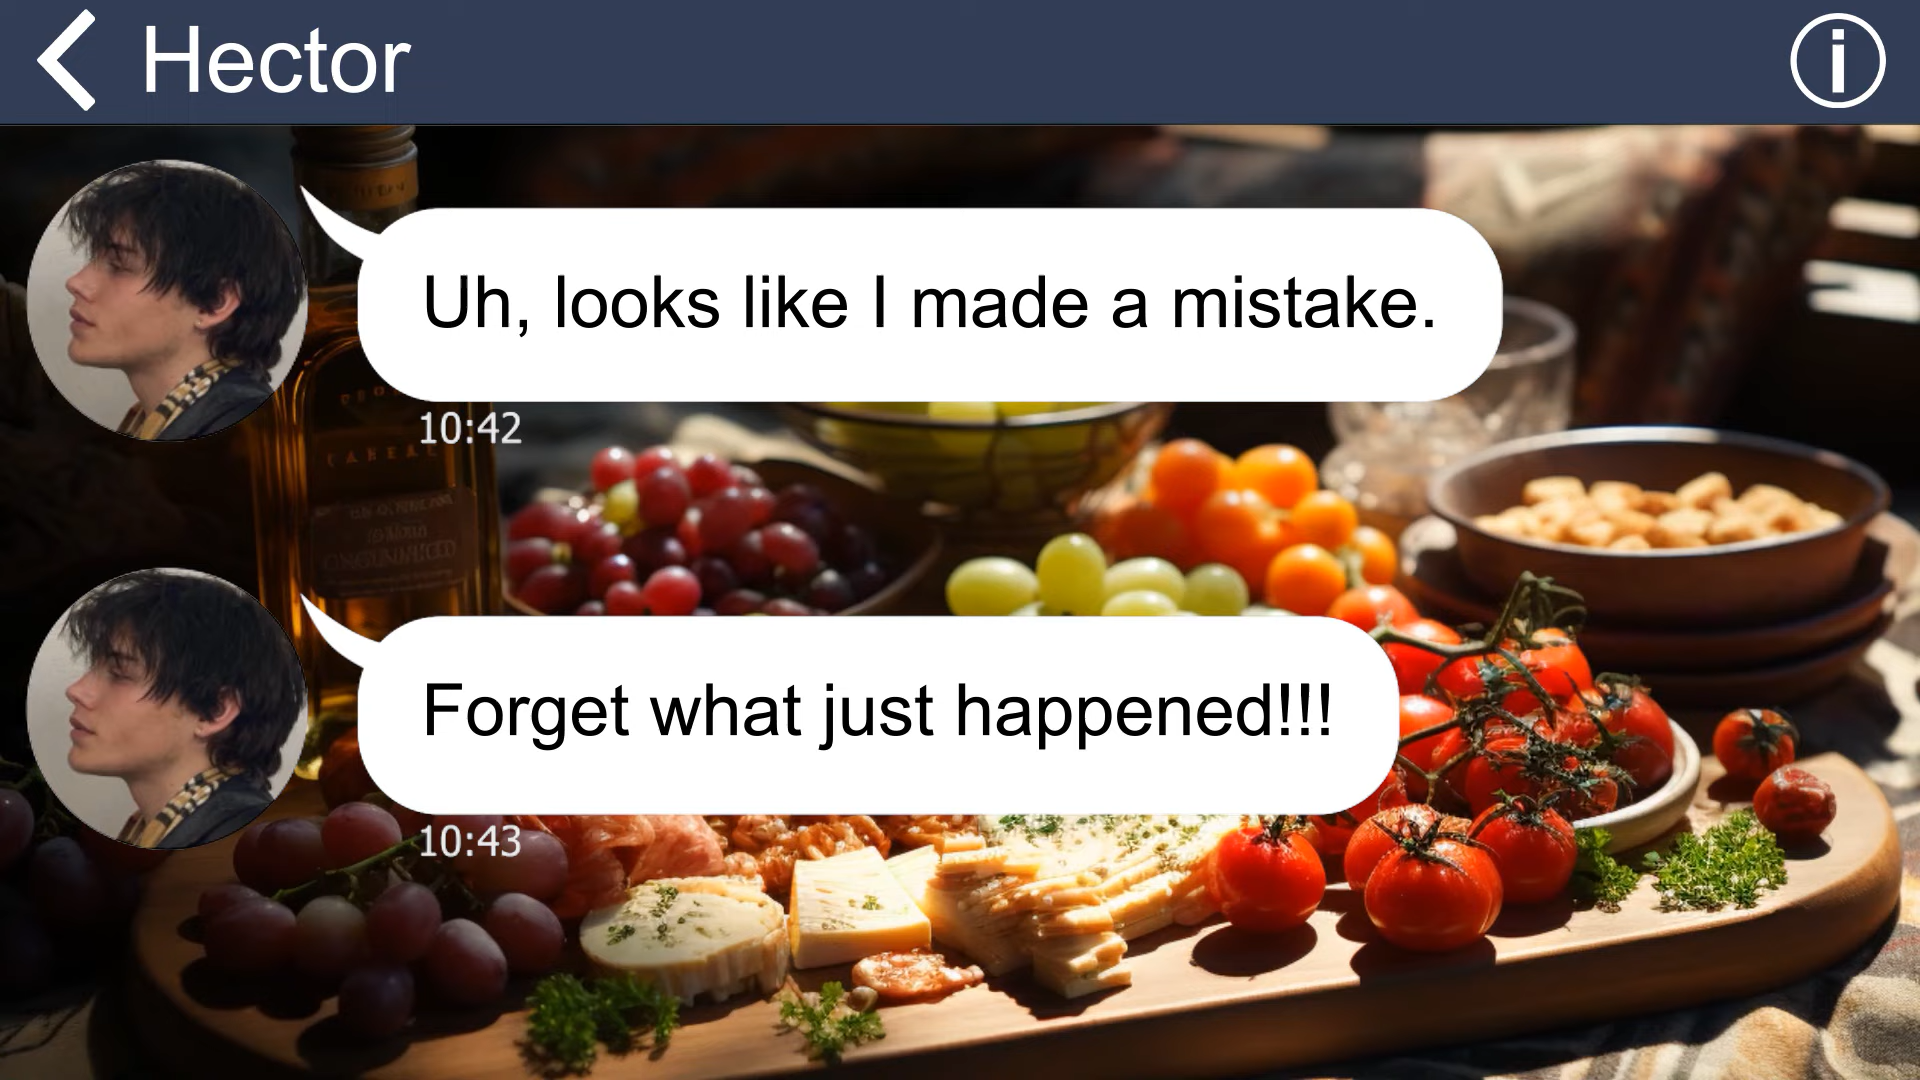 Hector
Uh, looks like I made a mistake.
10:42
Forget what just happened!!!
10:43